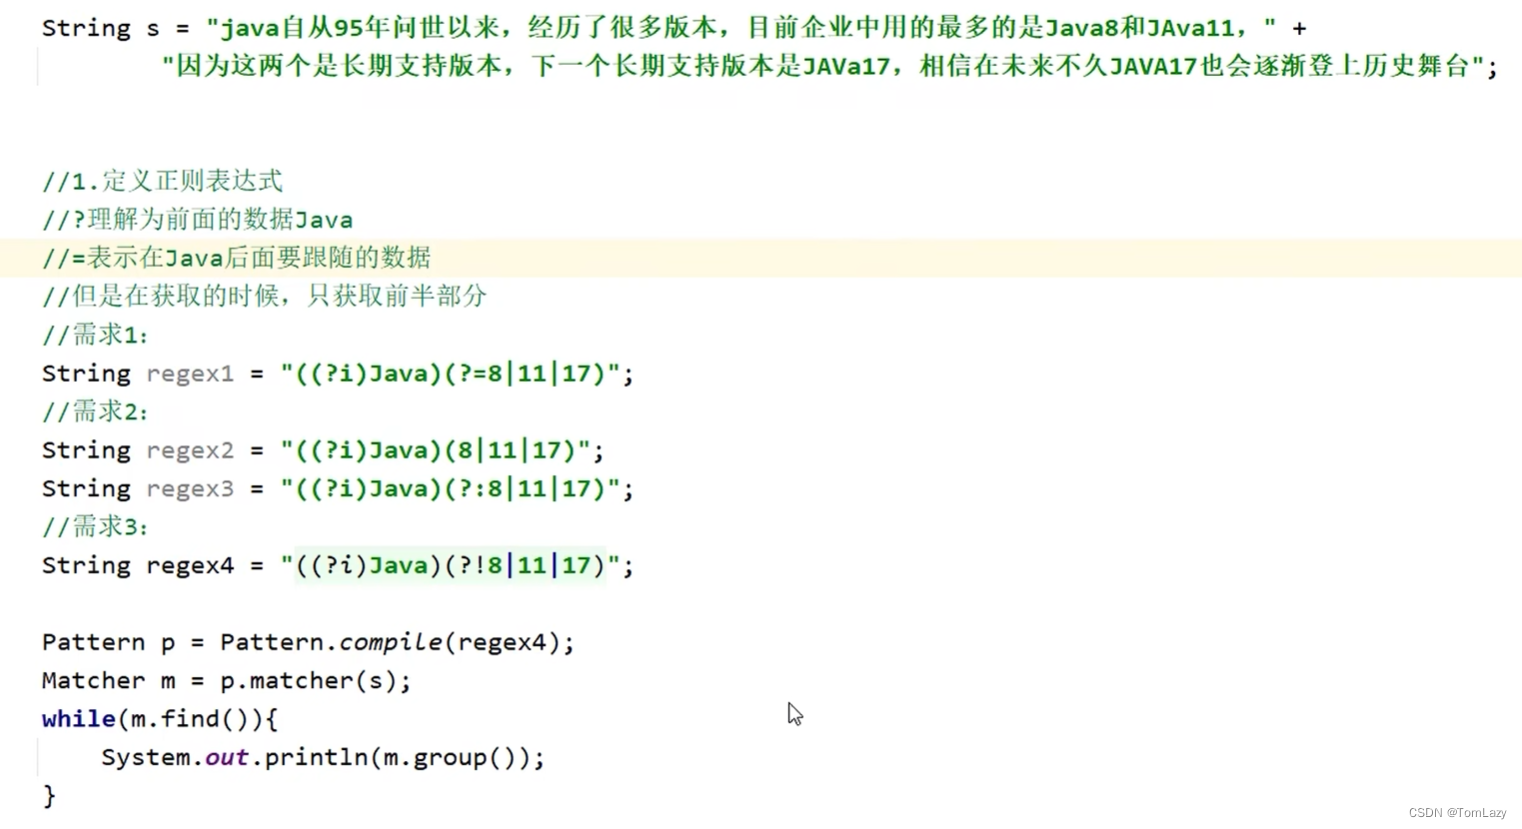 String s = "java自从95年问世以来，经历了很多版本，目前企业中用的最多的是Java8和JAva11，" +
"因为这两个是长期支持版本，下一个长期支持版本是JAVa17，相信在未来不久JAVA17也会逐渐登上历史舞台";
//1.定义正则表达式
//?理解为前面的数据Java
//=表示在Java后面要跟随的数据
//但是在获取的时候，只获取前半部分
//需求1：
String regex1 = "((?i)Java)(?=8|11|17)";
//需求2：
String regex2 = "((?i)Java)(8|11|17)";
String regex3 = "((?i)Java)(?:8|11|17)";
//需求3：
String regex4 = "((?i)Java)(?!8|11|17)";
Pattern p = Pattern.compile(regex4);
Matcher m = p.matcher(s);
while(m.find()){
System.out.println(m.group());
}
CSDN @TomLazy